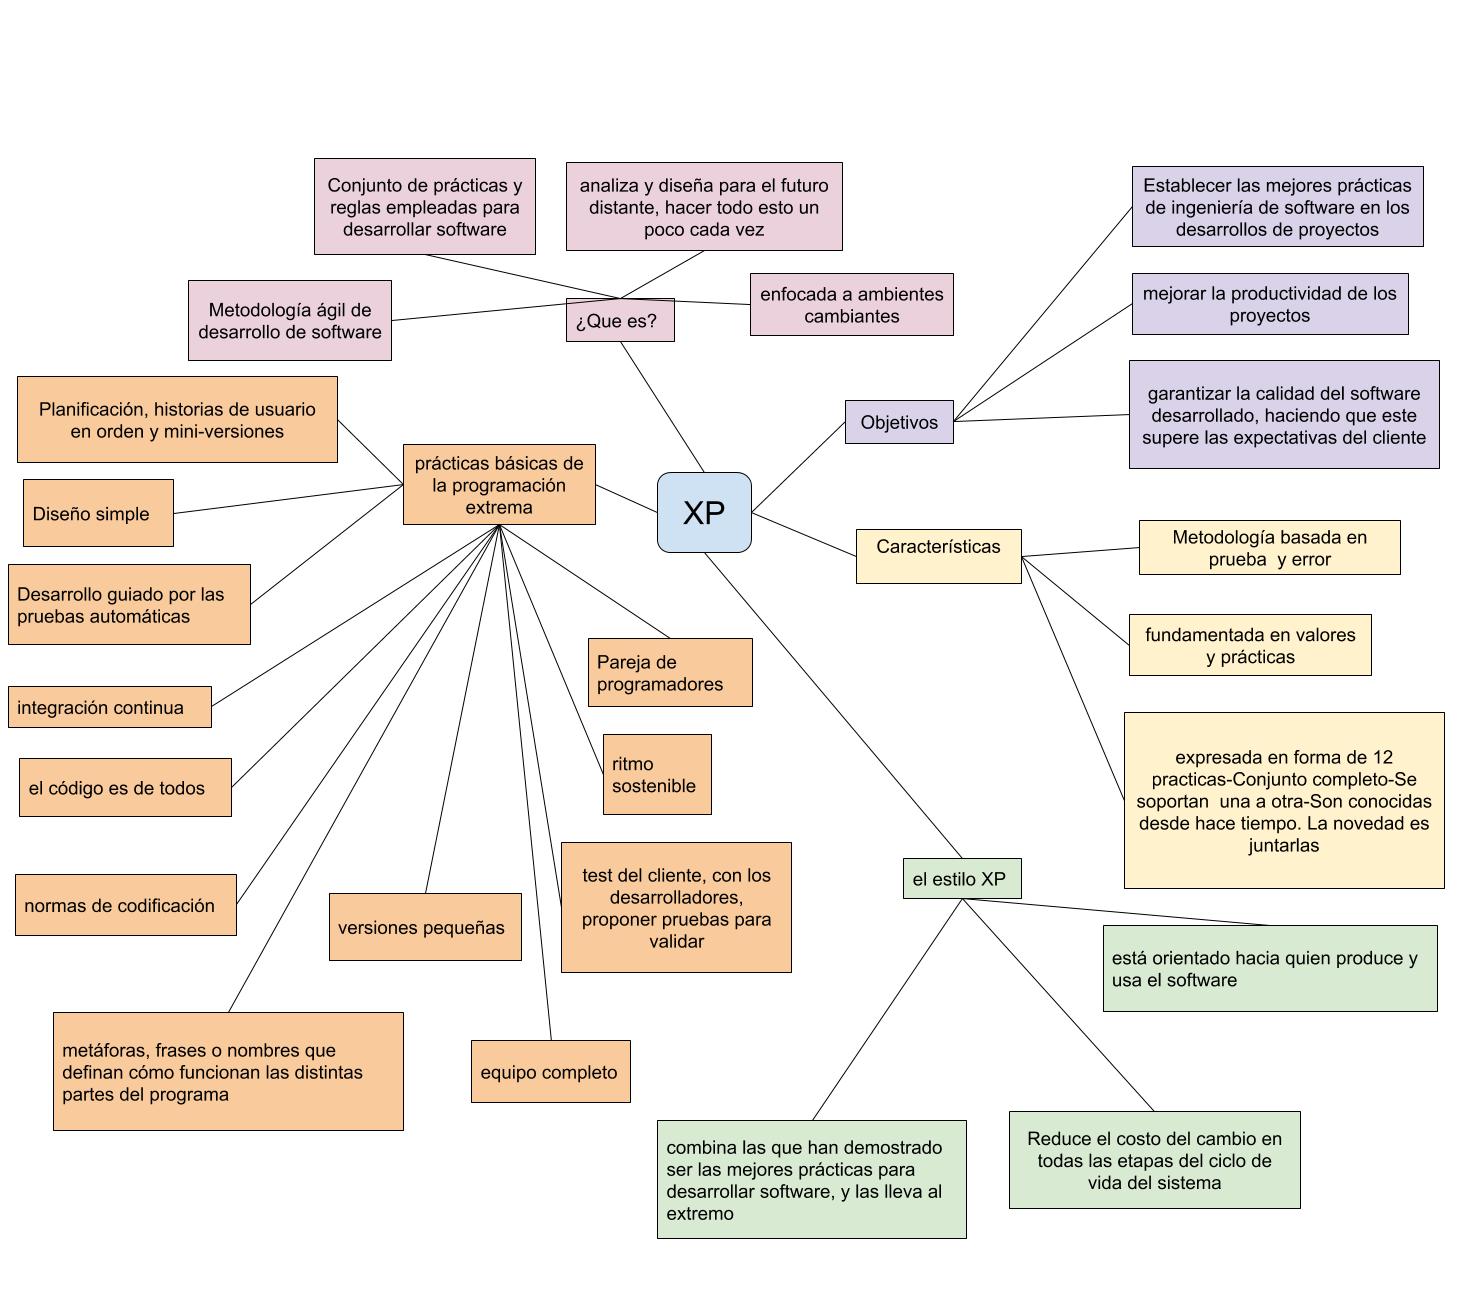 Conjunto de prácticas y
reglas empleadas para
desarrollar software
analiza y diseña para el futuro
distante, hacer todo esto un
poco cada vez
Metodología ágil de
desarrollo de software
¿Que es?
enfocada a ambientes
cambiantes
Establecer las mejores prácticas
de ingeniería de software en los
desarrollos de proyectos
mejorar la productividad de los
proyectos
garantizar la calidad del software
desarrollado, haciendo que este
supere las expectativas del cliente
Objetivos
Planificación, historias de usuario
en orden y mini-versiones
prácticas básicas de
la programación
extrema
XP
Diseño simple
Desarrollo guiado por las
pruebas automáticas
Características
Metodología basada en
prueba  y error
fundamentada en valores
y prácticas
expresada en forma de 12
practicas-Conjunto completo-Se
soportan  una a otra-Son conocidas
desde hace tiempo. La novedad es
juntarlas
Pareja de
programadores
integración continua
ritmo
sostenible
el código es de todos
test del cliente, con los
desarrolladores,
proponer pruebas para
validar
el estilo XP
normas de codificación
versiones pequeñas
está orientado hacia quien produce y
usa el software
metáforas, frases o nombres que
definan cómo funcionan las distintas
partes del programa
equipo completo
combina las que han demostrado
ser las mejores prácticas para
desarrollar software, y las lleva al
extremo
Reduce el costo del cambio en
todas las etapas del ciclo de
vida del sistema